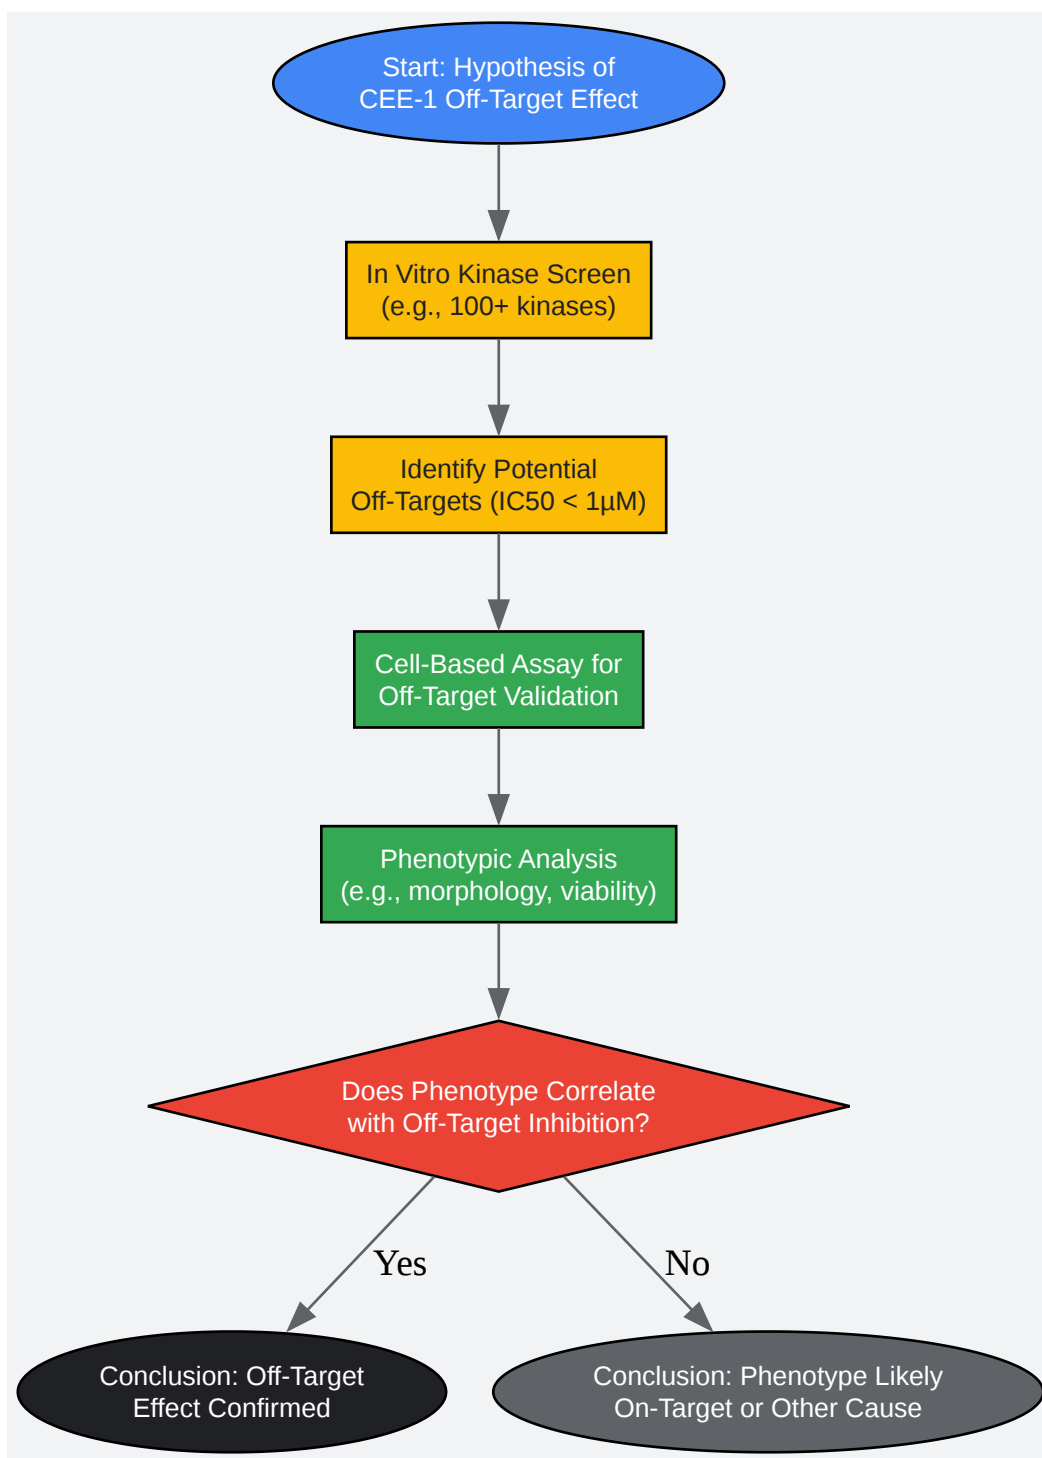 Start: Hypothesis of
CEE-1 Off-Target Effect
In Vitro Kinase Screen
(e.g., 100+ kinases)
Identify Potential
Off-Targets (IC50 < 1µM)
Cell-Based Assay for
Off-Target Validation
Phenotypic Analysis
(e.g., morphology, viability)
Does Phenotype Correlate
with Off-Target Inhibition?
Yes
No
Conclusion: Off-Target
Effect Confirmed
Conclusion: Phenotype Likely
On-Target or Other Cause